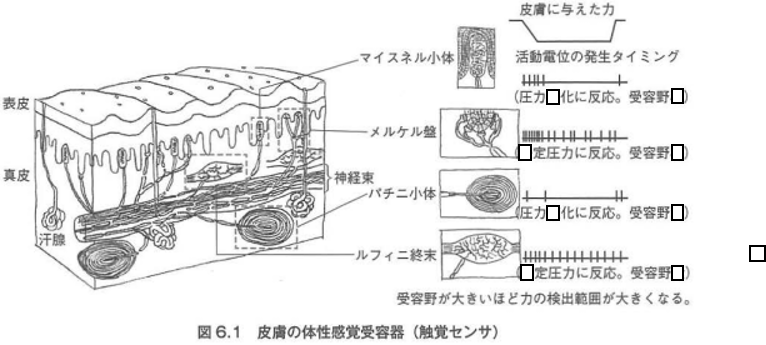 皮膚に与えた力
活動電位の発生タイミング
マイスネル小体
(圧力□化に反応。受容野□)
表皮
メルケル盤
(□定圧力に反応。受容野□)
真皮
神経束
パチニ小体
(圧力□化に反応。受容野□)
汗腺
ルフィニ終末
(□定圧力に反応。受容野□)
受容野が大きいほど力の検出範囲が大きくなる。
図 6.1 皮膚の体性感覚受容器（触覚センサ）